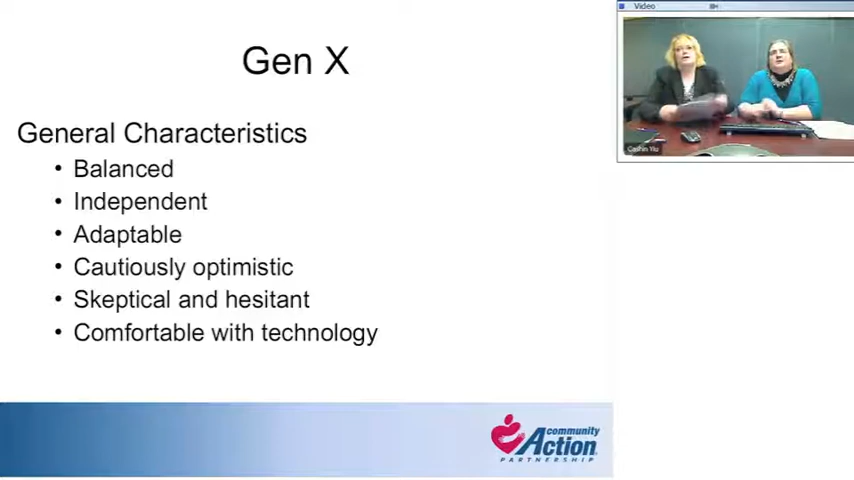 Video
Gen X
General Characteristics
• Balanced
• Independent
• Adaptable
• Cautiously optimistic
• Skeptical and hesitant
• Comfortable with technology
community
Action
PARTNERSHIP